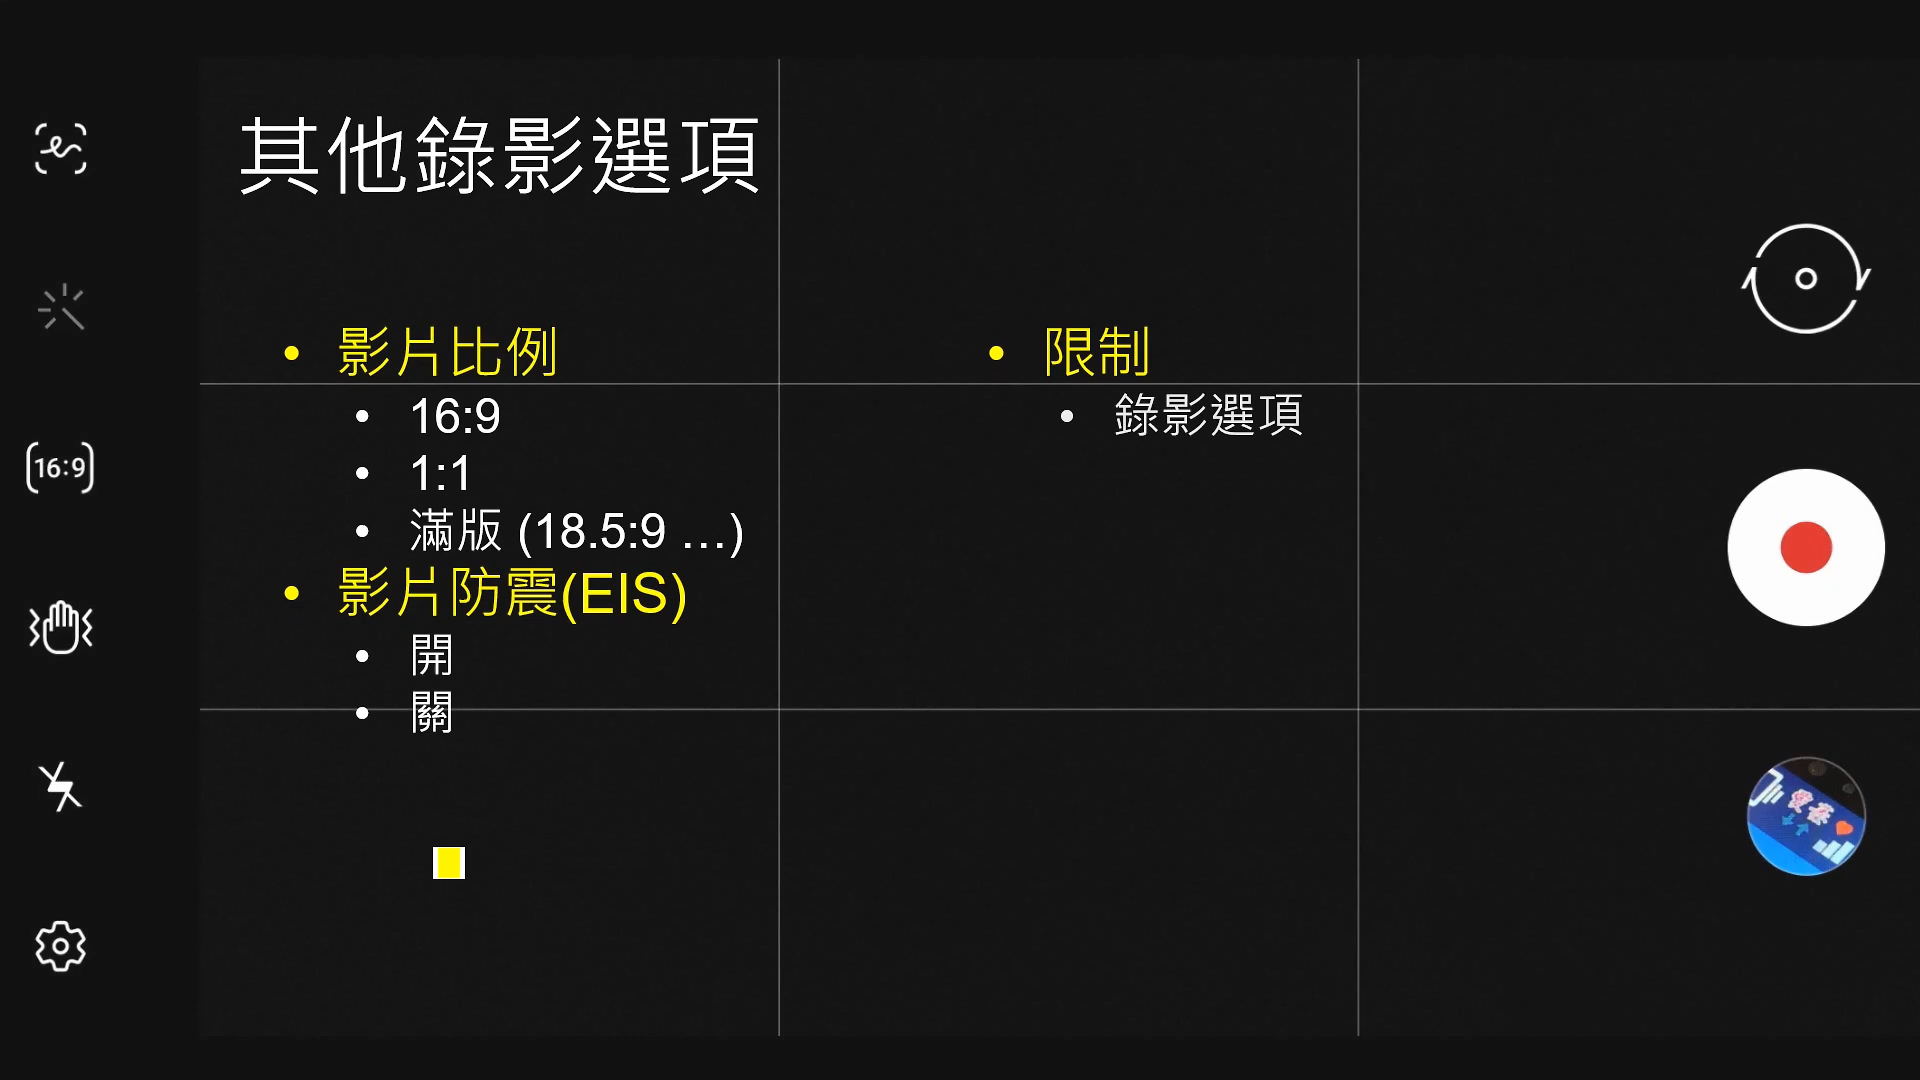 其他錄影選項
• 影片比例
• 16:9
• 1:1
• 滿版 (18.5:9 …)
• 影片防震(EIS)
• 開
• 關
• 限制
• 錄影選項
16:9